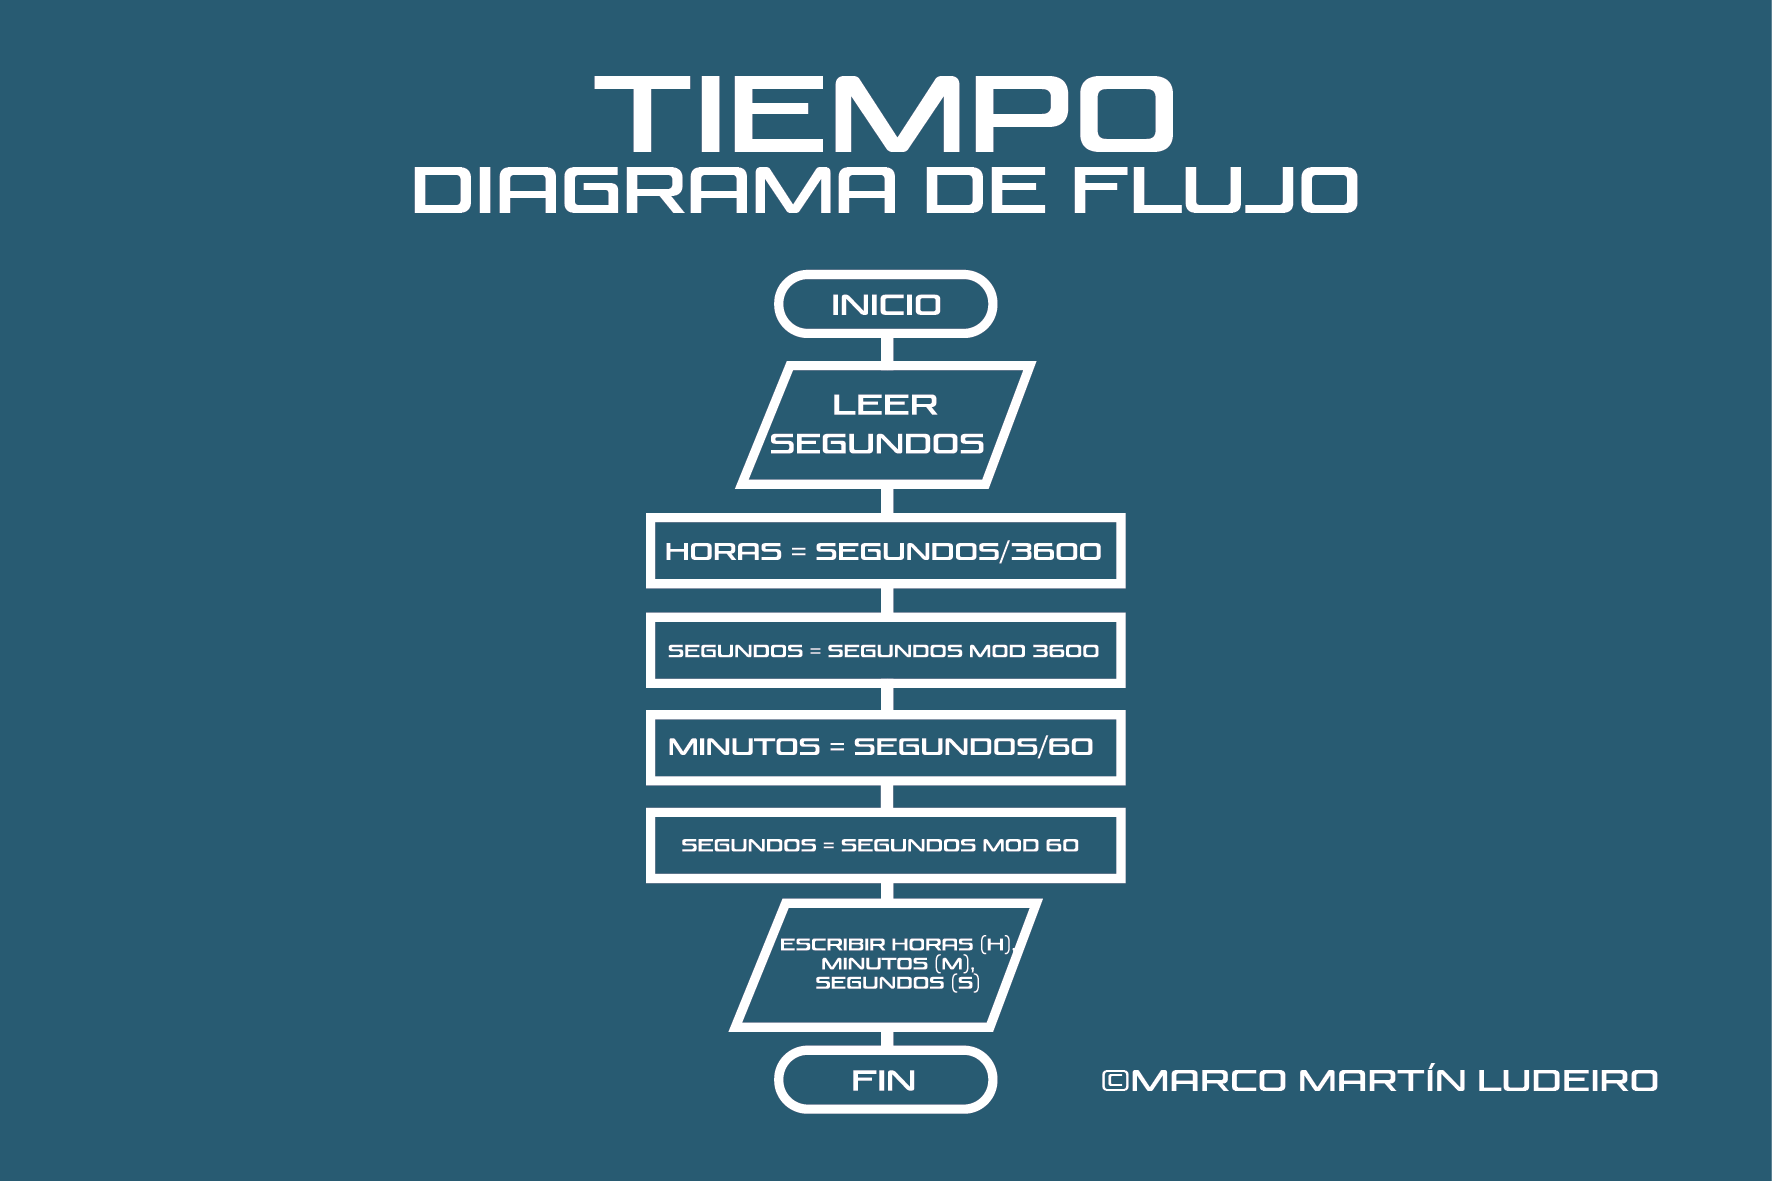 TIEMPO
DIAGRAMA DE FLUJO
INICIO
LEER
SEGUNDOS
HORAS = SEGUNDOS/3600
SEGUNDOS = SEGUNDOS MOD 3600
MINUTOS = SEGUNDOS/60
SEGUNDOS = SEGUNDOS MOD 60
ESCRIBIR HORAS (H),
MINUTOS (M),
SEGUNDOS (S)
FIN
©MARCO MARTÍN LUDEIRO